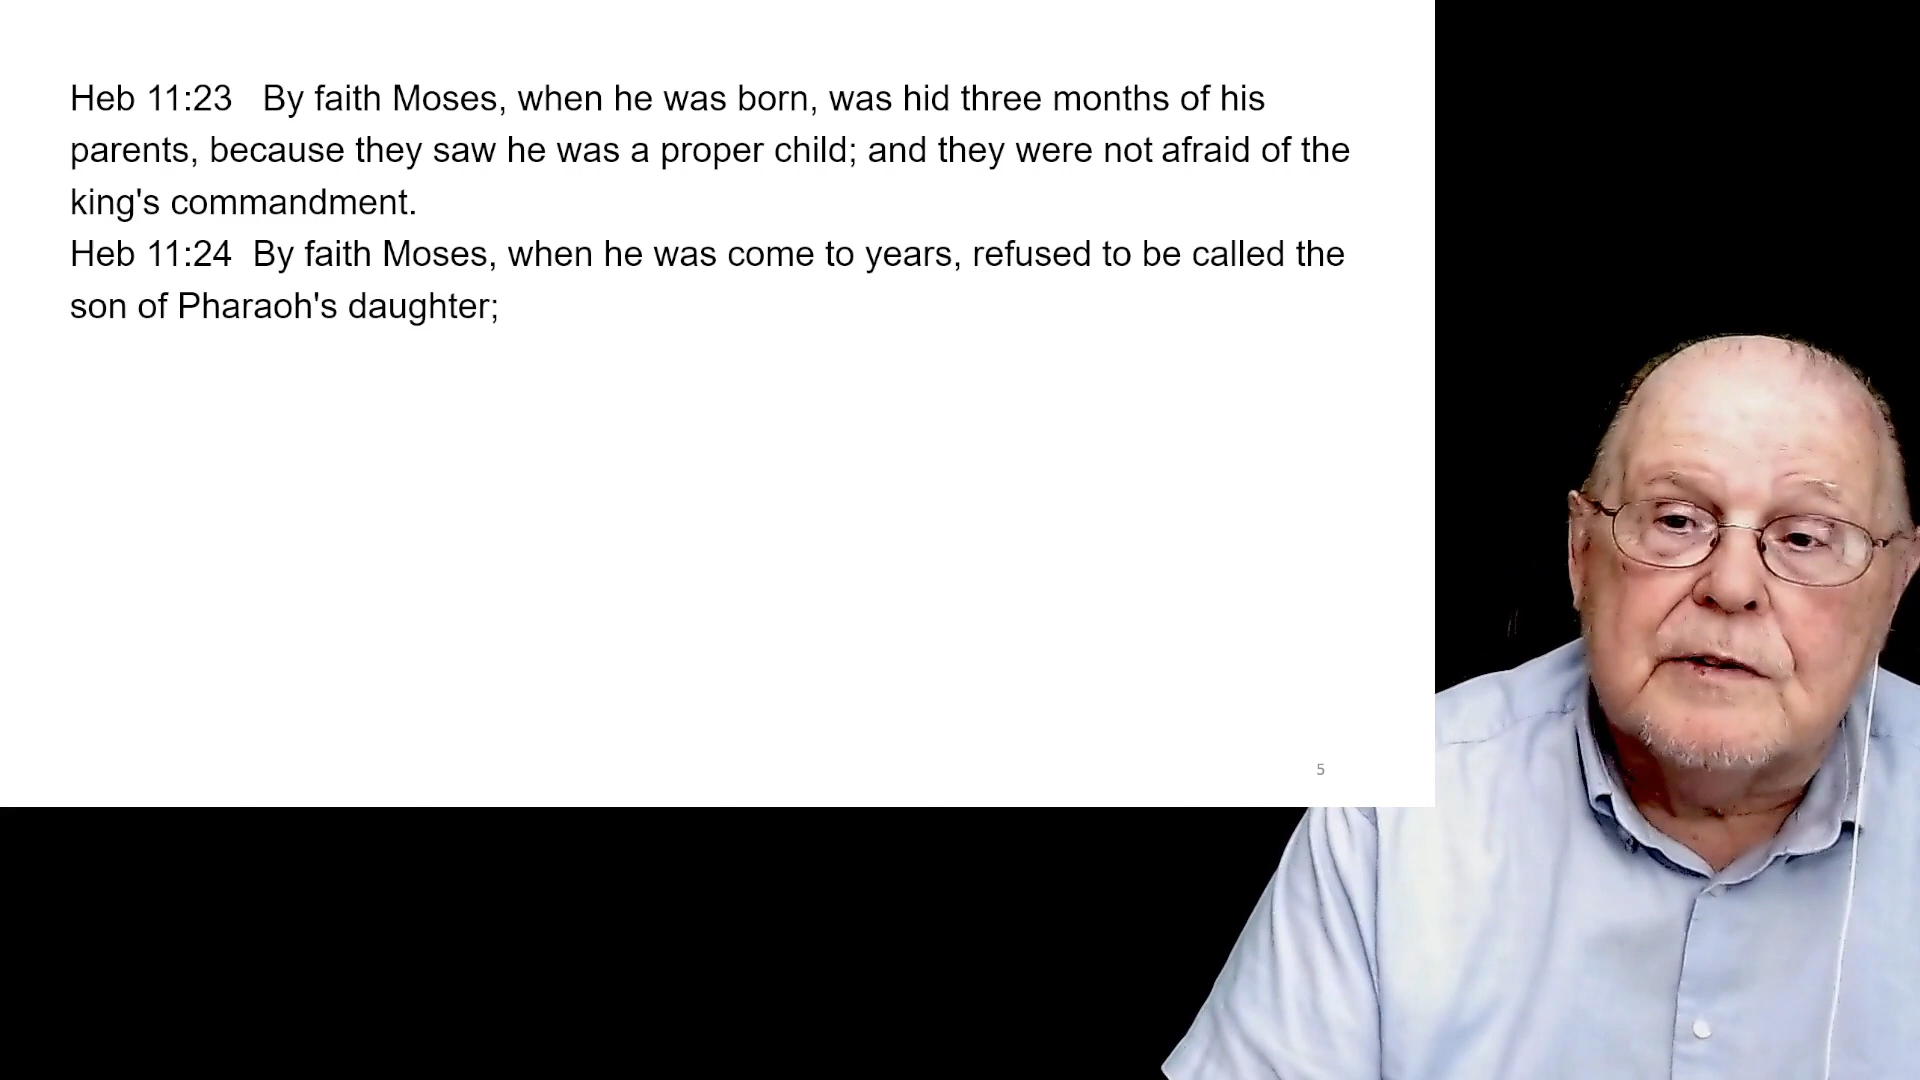 Heb 11:23   By faith Moses, when he was born, was hid three months of his
parents, because they saw he was a proper child; and they were not afraid of the
king's commandment.
Heb 11:24  By faith Moses, when he was come to years, refused to be called the
son of Pharaoh's daughter;
5